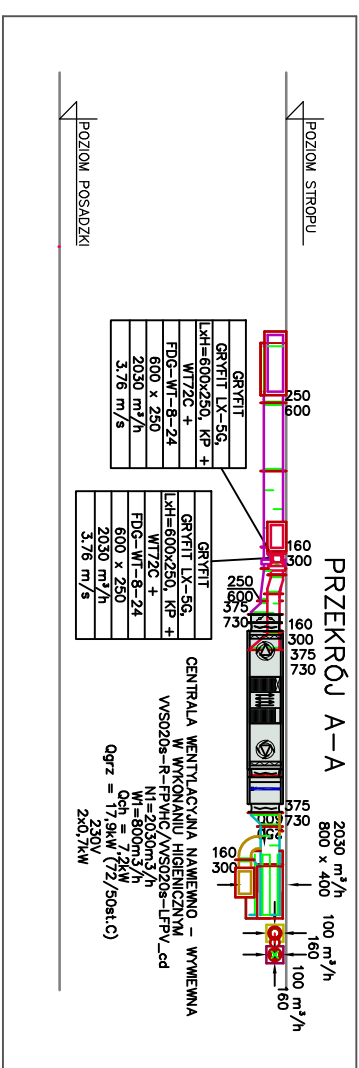 PRZEKRÓJ A-A
POZIOM STROPU
POZIOM POSADZKI
250
600
GRYFIT
GRYFIT LX-5G,
LxH=600x250, KP +
WT72C +
FDG-WT-8-24
600 x 250
2030 m³/h
3.76 m/s
160
300
GRYFIT
GRYFIT LX-5G,
LxH=600x250, KP +
WT72C +
FDG-WT-8-24
600 x 250
2030 m³/h
3.76 m/s
250
600
375
730
160
300
375
730
CENTRALA WENTYLACYJNA NAWIEWNO - WYWIEWNA
W WYKONANIU HIGIENICZNYM
VVS020s-R-FPVHC/VVS020s-LFPV_cd
N1=2030m3/h
W1=800m3/h
Qch = 7,2kW
Qgrz = 17,9kW (72/50st.C)
230V
2x0,7kW
375
730
600
250
160
300
2030 m³/h
800 x 400
100 m³/h
160
100 m³/h
160